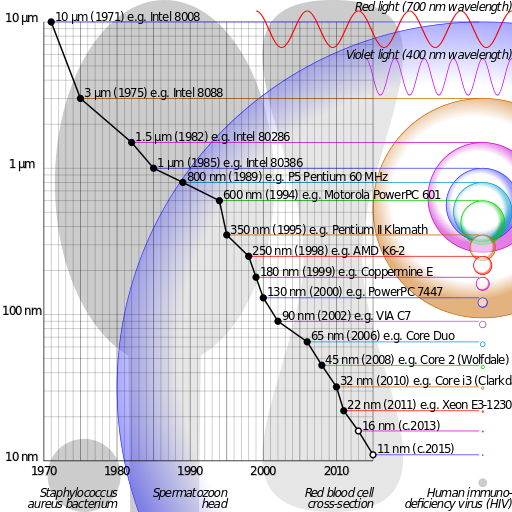 Red light (700 nm wavelength)
10 µm
10 µm (1971) e.g. Intel 8008
Violet light (400 nm wavelength)
3 µm (1975) e.g. Intel 8088
1.5 µm (1982) e.g. Intel 80286
1 µm
1 µm (1985) e.g. Intel 80386
800 nm (1989) e.g. P5 Pentium 60 MHz
600 nm (1994) e.g. Motorola PowerPC 601
350 nm (1995) e.g. Pentium II Klamath
250 nm (1998) e.g. AMD K6-2
180 nm (1999) e.g. Coppermine E
130 nm (2000) e.g. PowerPC 7447
100 nm
90 nm (2002) e.g. VIA C7
65 nm (2006) e.g. Core Duo
45 nm (2008) e.g. Core 2 (Wolfdale)
32 nm (2010) e.g. Core i3 (Clarkd
22 nm (2011) e.g. Xeon E3-1230
16 nm (c.2013)
11 nm (c.2015)
10 nm
1970 1980 1990 2000 2010
Staphylococcus aureus bacterium
Spermatozoon head
Red blood cell cross-section
Human immuno-deficiency virus (HIV)